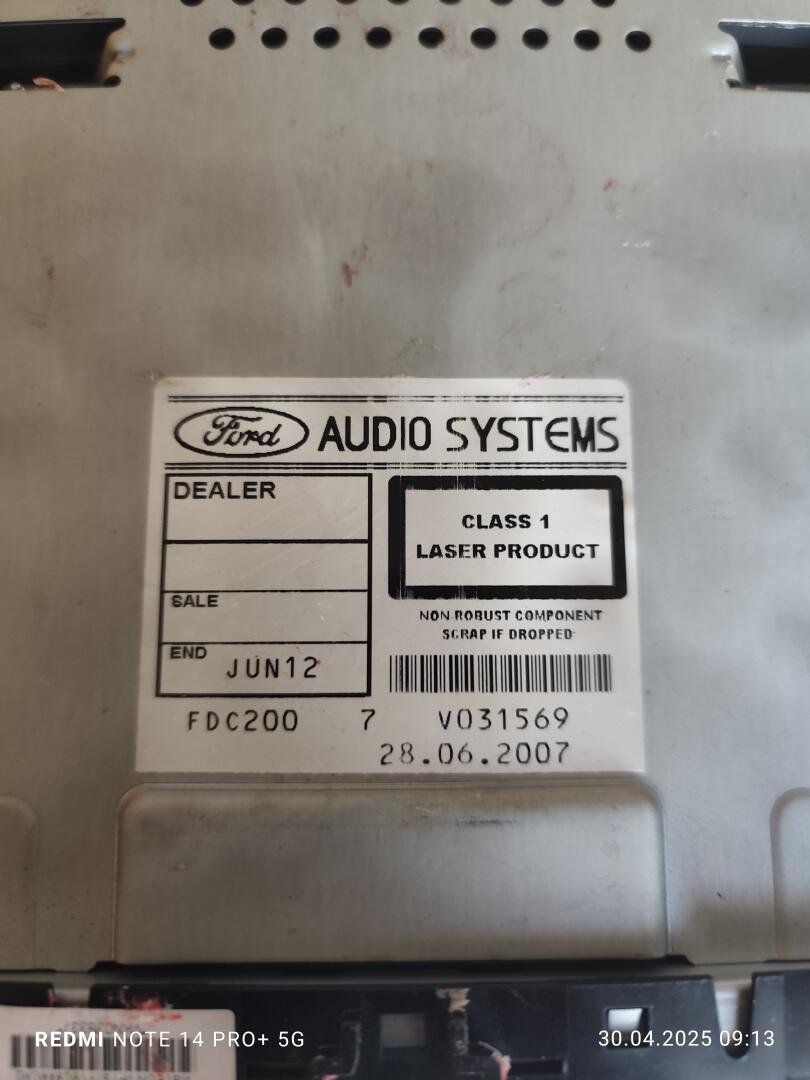 Ford AUDIO SYSTEMS
DEALER
CLASS 1
LASER PRODUCT
SALE
NON ROBUST COMPONENT
SCRAP IF DROPPED
END JUN12
FDC200 7 V031569
28.06.2007
REDMI NOTE 14 PRO+ 5G
30.04.2025 09:13